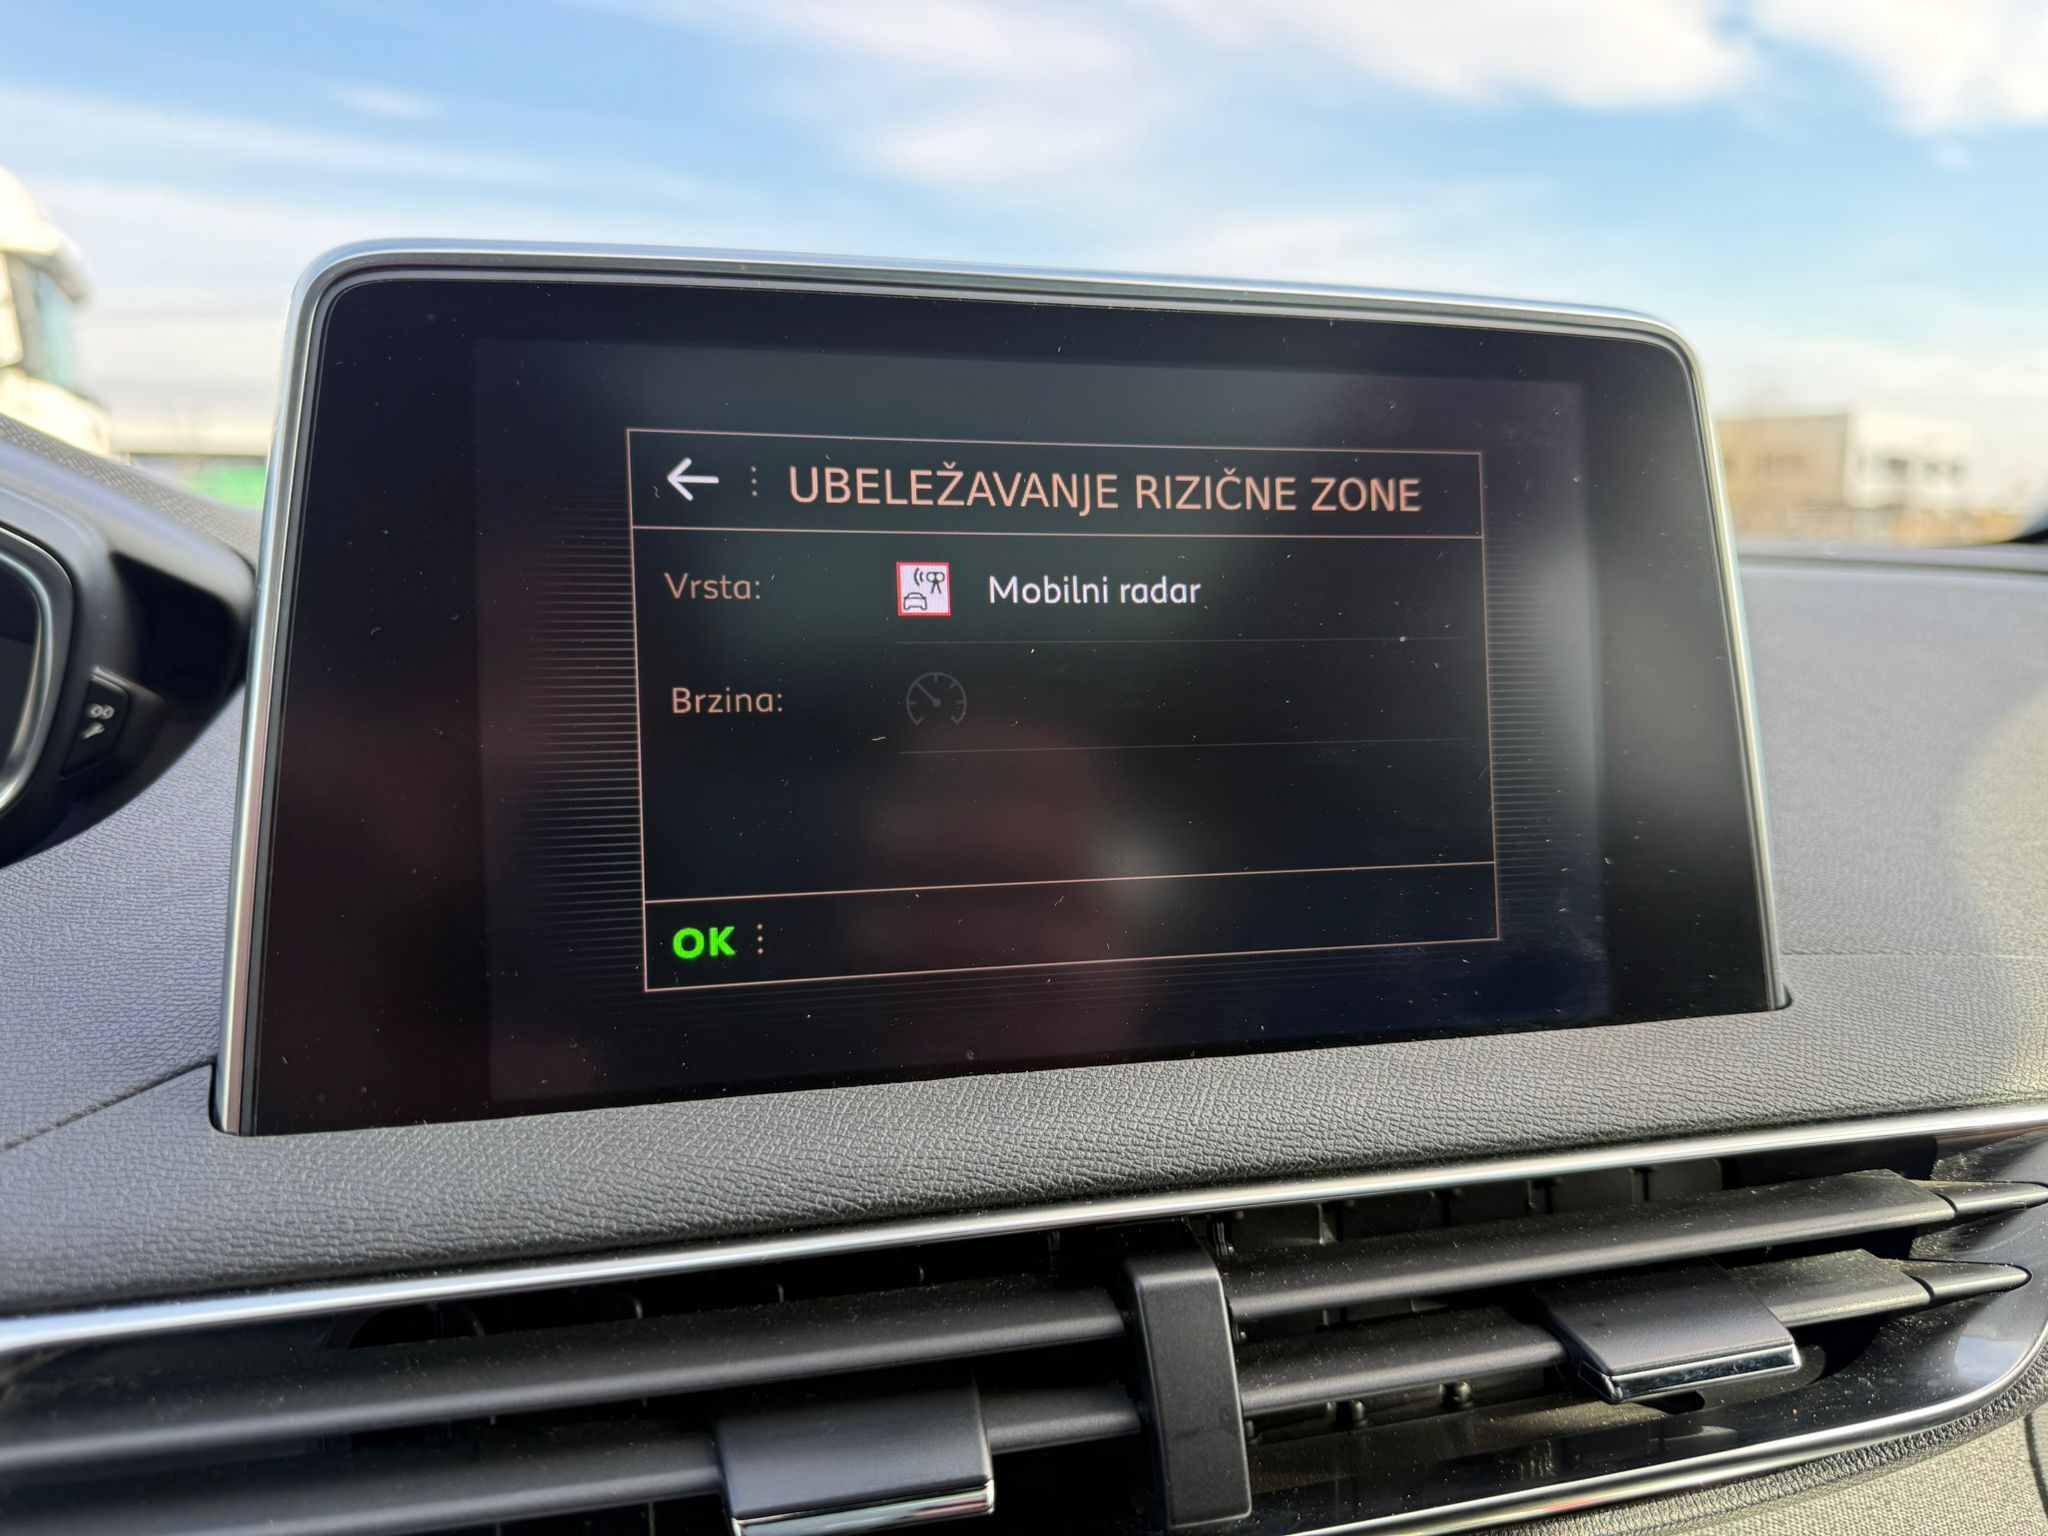 UBELEŽAVANJE RIZIČNE ZONE
Vrsta: Mobilni radar
Brzina:
OK